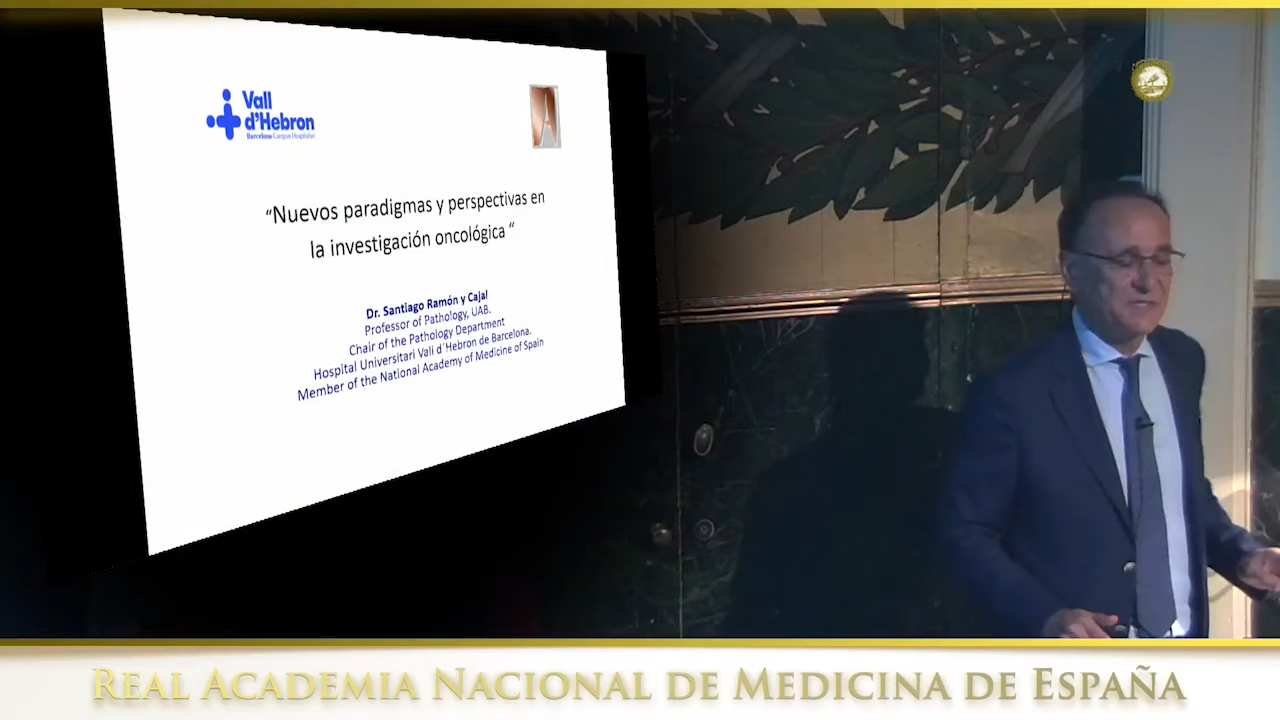 Vall
d'Hebron
Barcelona Campus Hospitalari
A
“Nuevos paradigmas y perspectivas en
la investigación oncológica “
Dr. Santiago Ramón y Cajal
Professor of Pathology, UAB.
Chair of the Pathology Department
Hospital Universitari Vall d´Hebron de Barcelona.
Member of the National Academy of Medicine of Spain
REAL ACADEMIA NACIONAL DE MEDICINA DE ESPAÑA